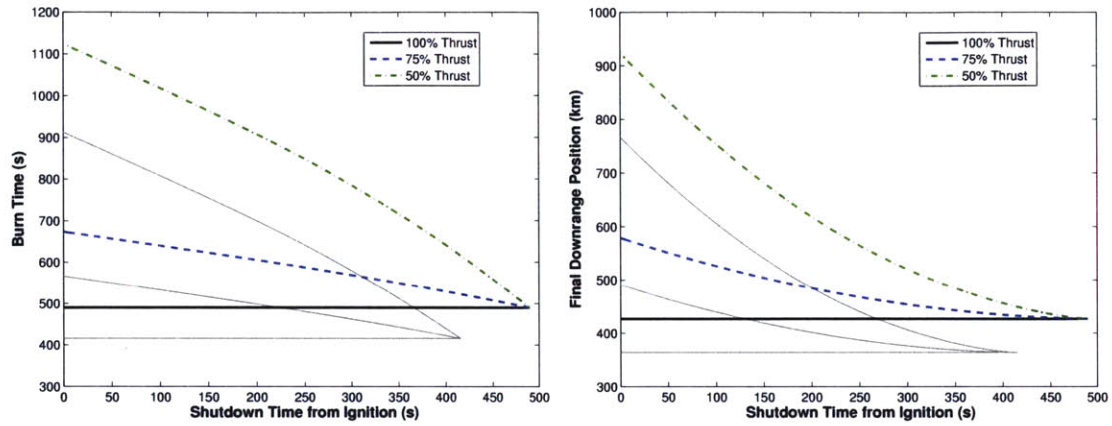 1200
1100
1000
900
800
700
600
500
400
300
0 50 100 150 200 250 300 350 400 450 500
Burn Time (s)
Shutdown Time from Ignition (s)
100% Thrust
75% Thrust
50% Thrust
1000
900
800
700
600
500
400
300
0 50 100 150 200 250 300 350 400 450 500
Final Downrange Position (km)
Shutdown Time from Ignition (s)
100% Thrust
75% Thrust
50% Thrust